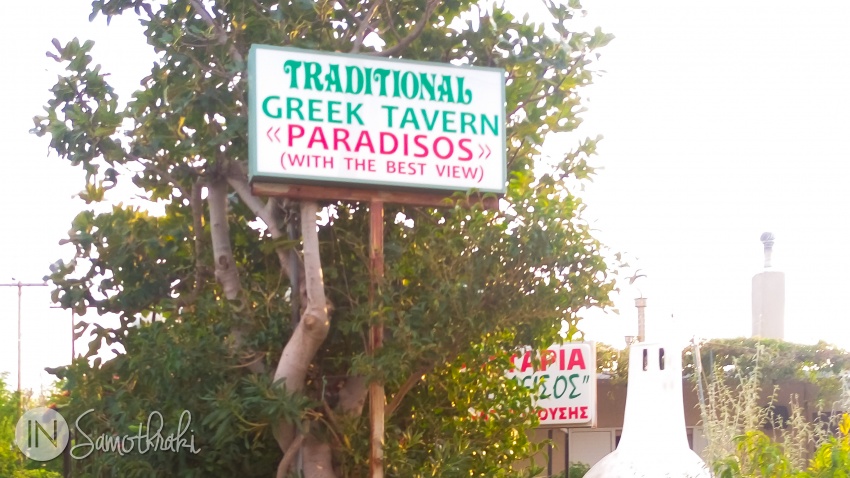 TRADITIONAL
GREEK TAVERN
«PARADISOS»
(WITH THE BEST VIEW)
IN Samothraki